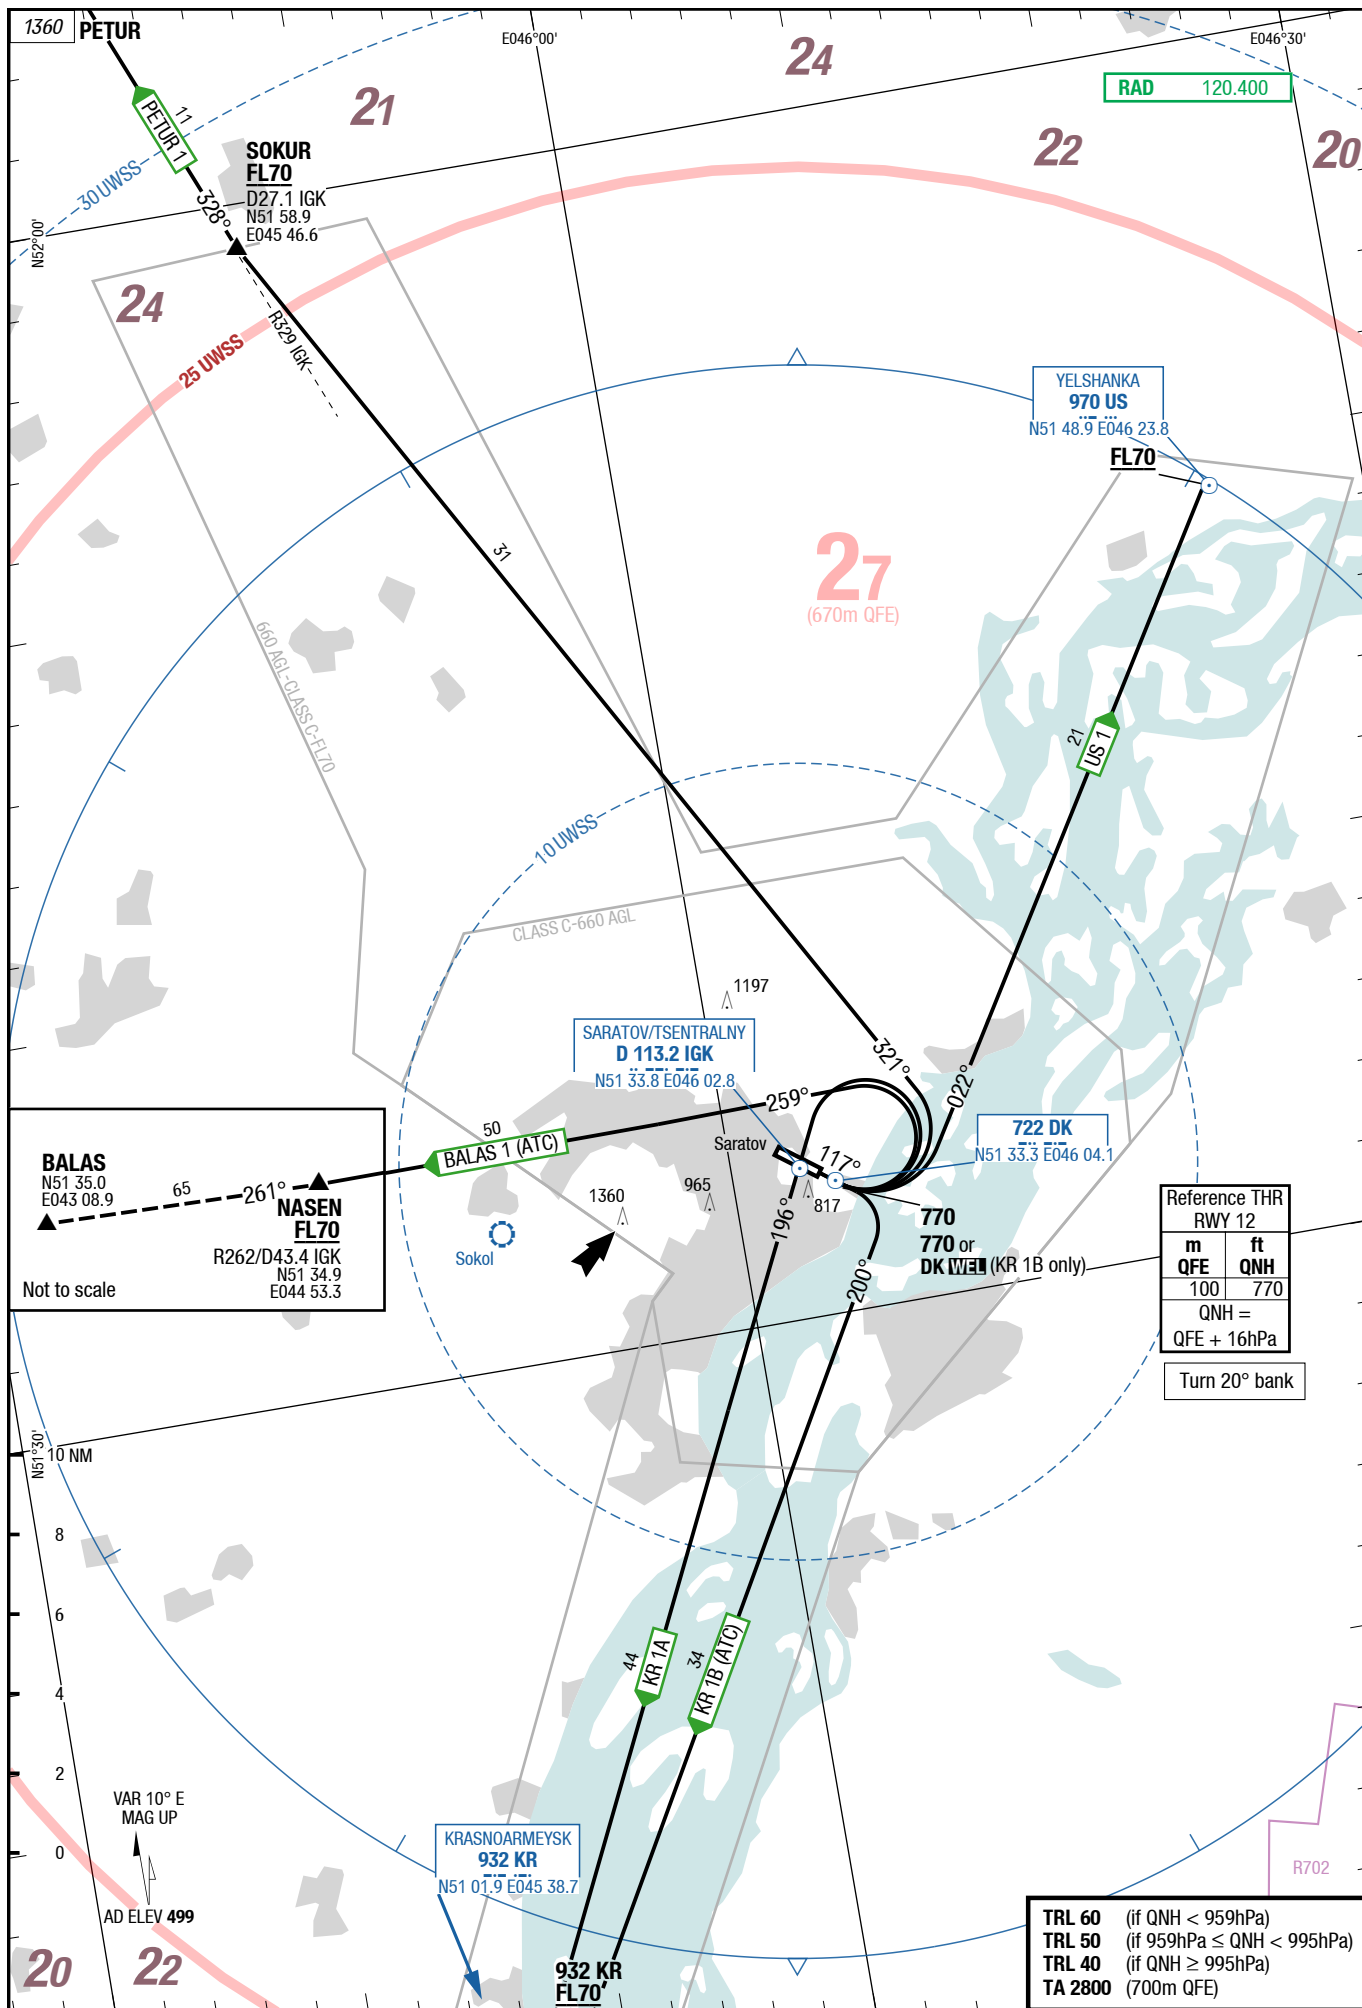 1360
PETUR
E046°00'
24
E046°30'
RAD 120.400
21
22
20
11
PETUR 1
30 UWSS
328°
SOKUR
FL70
D27.1 IGK
N51 58.9
E045 46.6
N52°00'
24
R329 IGK
25 UWSS
YELSHANKA
970 US
N51 48.9 E046 23.8
FL70
31
27
(670m QFE)
660 AGL-CLASS C-FL70
21
US 1
10 UWSS
CLASS C-660 AGL
1197
SARATOV/TSENTRALNY
D 113.2 IGK
N51 33.8 E046 02.8
321°
022°
259°
50
BALAS 1 (ATC)
Saratov
117°
722 DK
N51 33.3 E046 04.1
BALAS
N51 35.0
E043 08.9
65
261°
NASEN
FL70
R262/D43.4 IGK
N51 34.9
E044 53.3
Not to scale
1360
965
817
Sokol
196°
200°
770
770 or
DK WEL (KR 1B only)
Reference THR
RWY 12
m ft
QFE QNH
100 770
QNH =
QFE + 16hPa
Turn 20° bank
N51°30'
10 NM
8
6
4
2
0
44
KR 1A
34
KR 1B (ATC)
VAR 10° E
MAG UP
AD ELEV 499
KRASNOARMEYSK
932 KR
N51 01.9 E045 38.7
R702
20
22
932 KR
FL70
TRL 60 (if QNH < 959hPa)
TRL 50 (if 959hPa ≤ QNH < 995hPa)
TRL 40 (if QNH ≥ 995hPa)
TA 2800 (700m QFE)